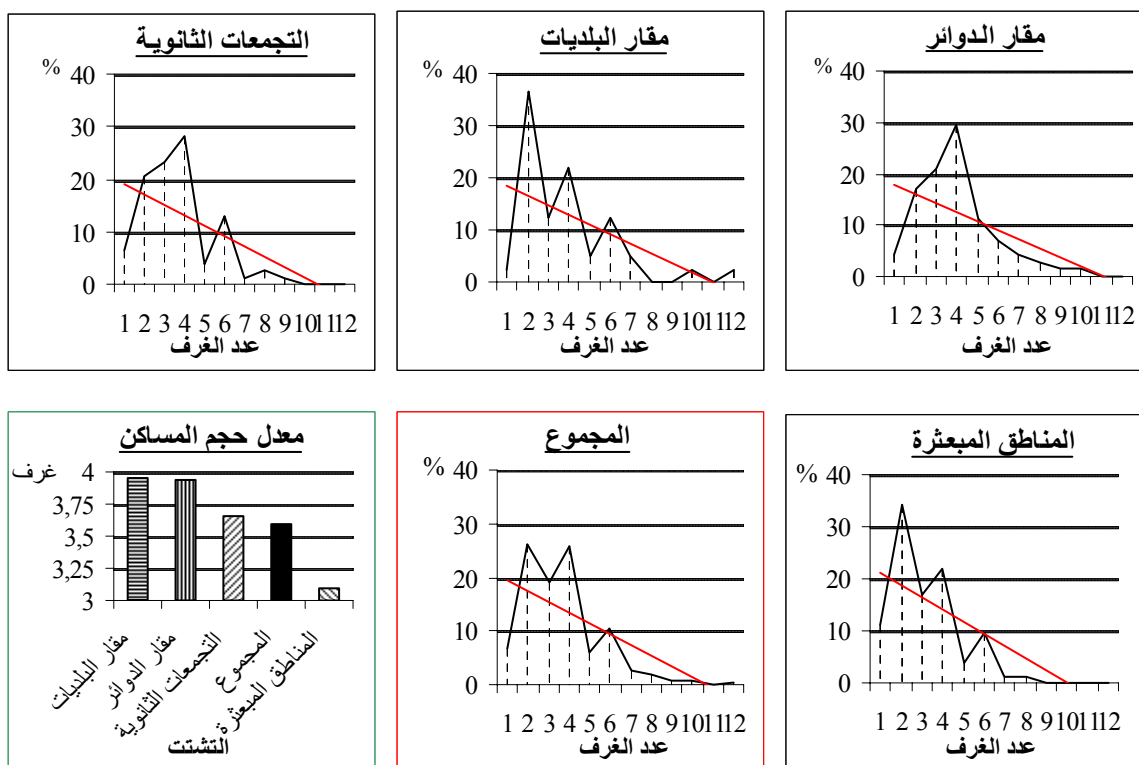 مقار الدوائر
%
40
30
20
10
0
1 2 3 4 5 6 7 8 9 10 11 12
عدد الغرف
مقار البلديات
%
40
30
20
10
0
1 2 3 4 5 6 7 8 9 10 11 12
عدد الغرف
التجمعات الثانوية
%
40
30
20
10
0
1 2 3 4 5 6 7 8 9 10 11 12
عدد الغرف
المناطق المبعثرة
%
40
30
20
10
0
1 2 3 4 5 6 7 8 9 10 11 12
عدد الغرف
المجموع
%
40
30
20
10
0
1 2 3 4 5 6 7 8 9 10 11 12
عدد الغرف
معدل حجم المساكن
غرف
4
3,75
3,5
3,25
3
مقار البلديات
مقار الدوائر
التجمعات الثانوية
المجموع
المناطق المبعثرة
التشتت